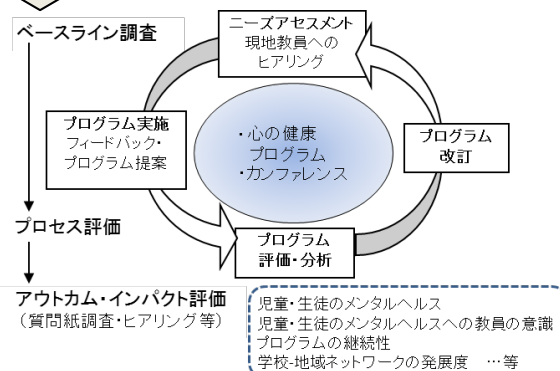 ベースライン調査
ニーズアセスメント
現地教員への
ヒアリング
プログラム実施
フィードバック・
プログラム提案
・心の健康
プログラム
・カンファレンス
プログラム
改訂
プロセス評価
プログラム
評価・分析
アウトカム・インパクト評価
（質問紙調査・ヒアリング等）
児童・生徒のメンタルヘルス
児童・生徒のメンタルヘルスへの教員の意識
プログラムの継続性
学校-地域ネットワークの発展度　…等